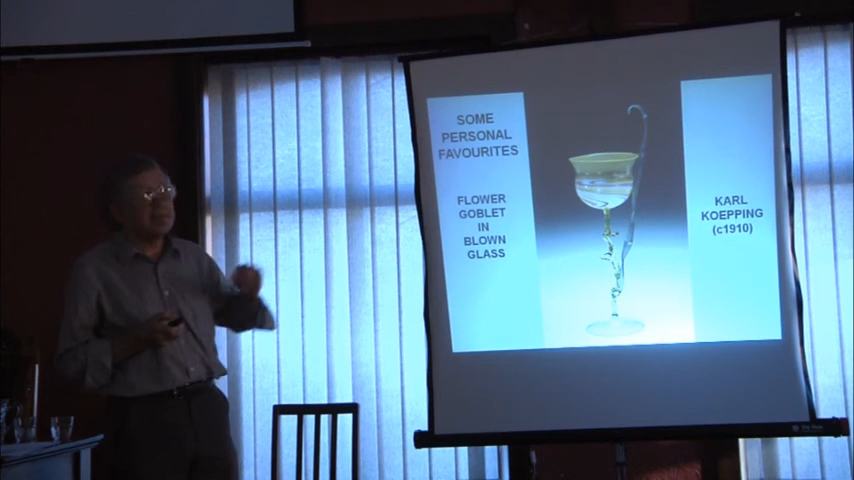 SOME
PERSONAL
FAVOURITES
FLOWER
GOBLET
IN
BLOWN
GLASS
KARL
KOEPPING
(c1910)